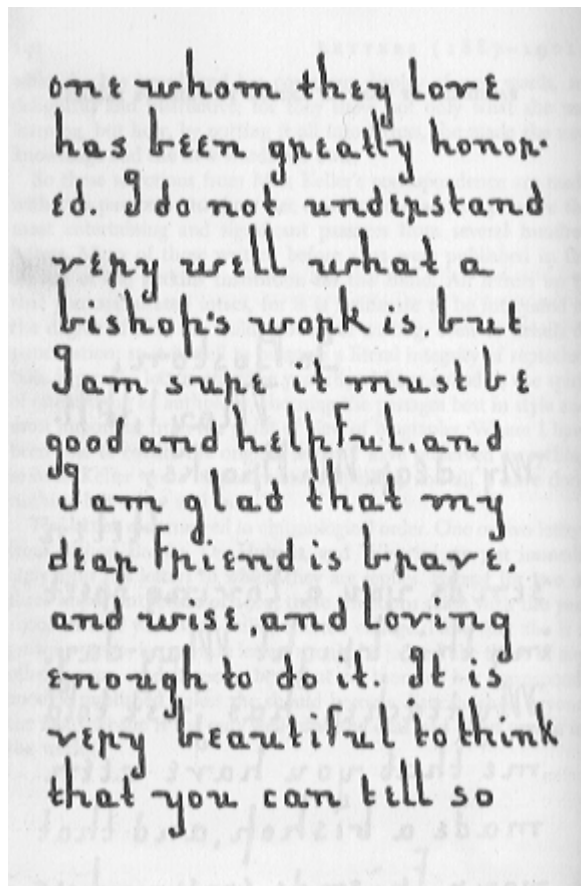 one whom they love
has been greatly honor-
ed. I do not understand
very well what a
bishop's work is, but
I am sure it must be
good and helpful, and
I am glad that my
dear friend is brave,
and wise, and loving
enough to do it. It is
very beautiful to think
that you can tell so